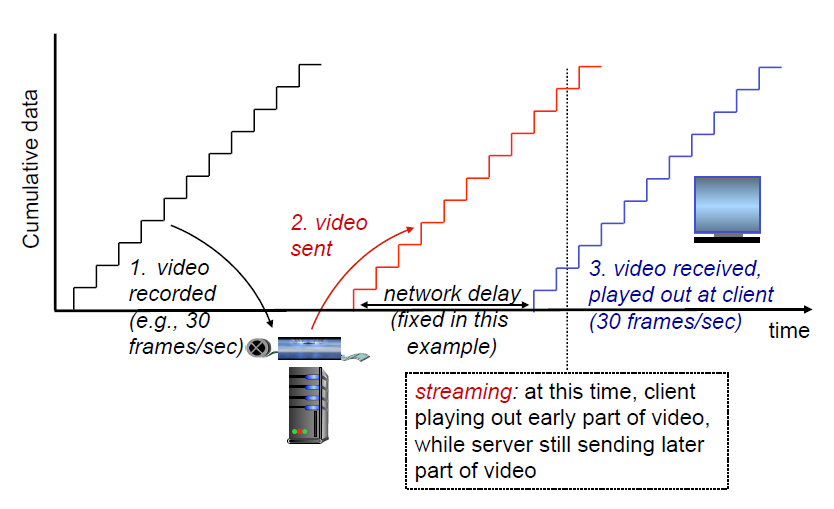 Cumulative data
1. video
recorded
(e.g., 30
frames/sec)
2. video
sent
network delay
(fixed in this
example)
3. video received,
played out at client
(30 frames/sec)
time
streaming: at this time, client
playing out early part of video,
while server still sending later
part of video